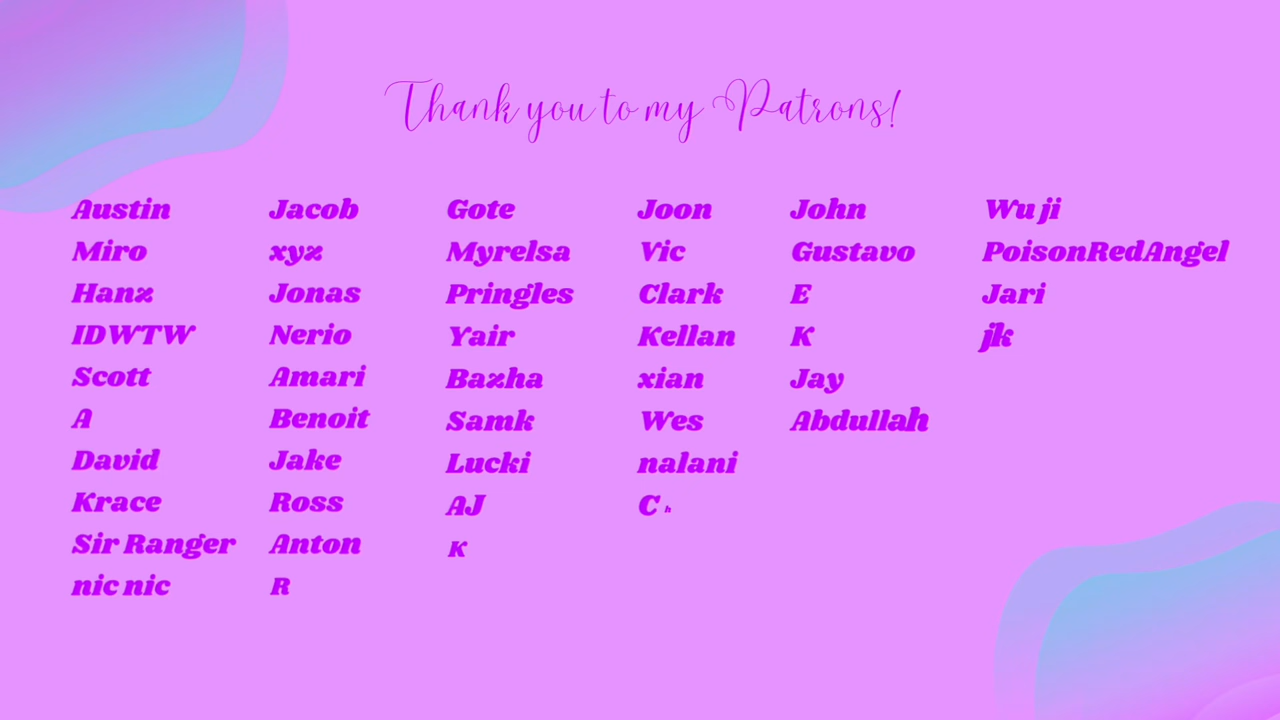 Thank you to my Patrons!
Austin
Miro
Hanz
IDWTW
Scott
A
David
Krace
Sir Ranger
nic nic
Jacob
xyz
Jonas
Nerio
Amari
Benoit
Jake
Ross
Anton
R
Gote
Myrelsa
Pringles
Yair
Bazha
Samk
Lucki
AJ
K
Joon
Vic
Clark
Kellan
xian
Wes
nalani
C h
John
Gustavo
E
K
Jay
Abdullah
Wu ji
PoisonRedAngel
Jari
jk